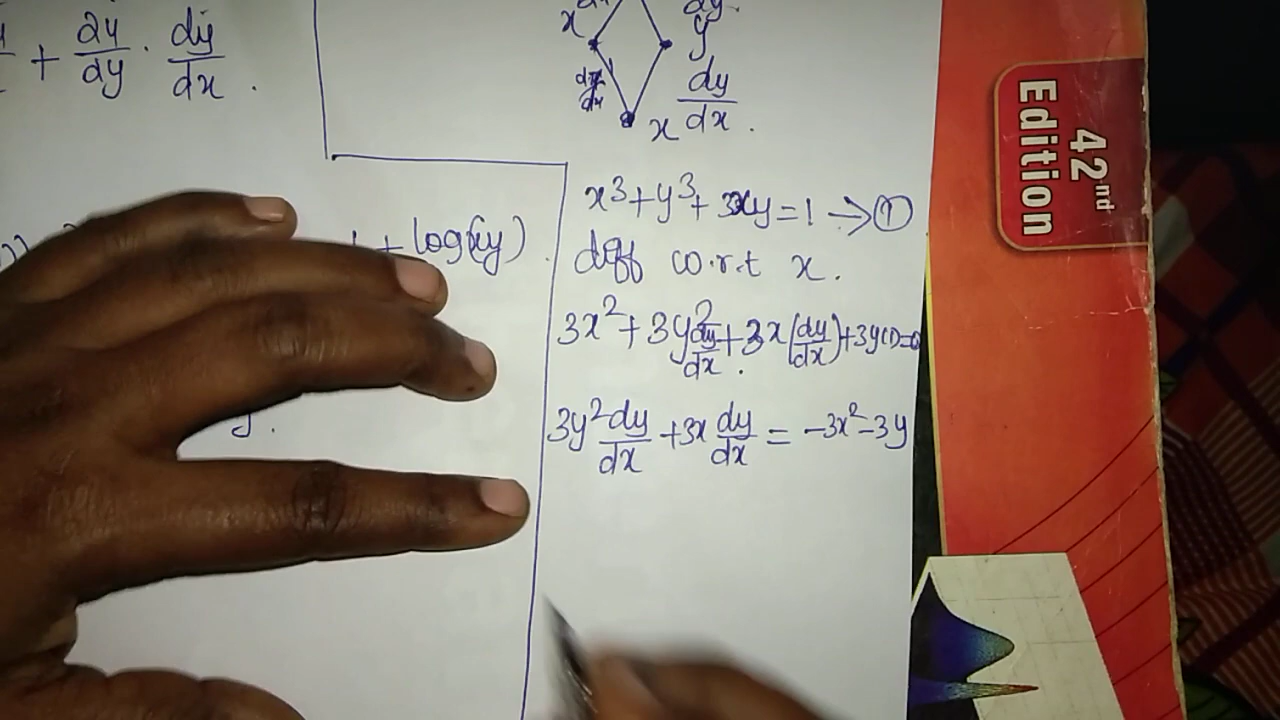 + ∂u/∂y · dy/dx .
x
y
dx/dx
dy/dx .
x
+ log(xy)
y.
x³+y³+3xy=1 →①
diff w.r.t x.
3x²+3y² dy/dx + 3x(dy/dx)+3y(1)=0
3y² dy/dx +3x dy/dx = -3x²-3y
42nd
Edition